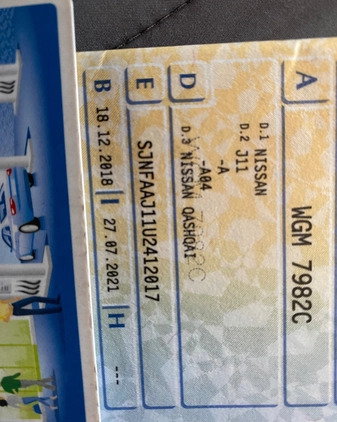 A
WGM 7982C
D
D.1 NISSAN
D.2 J11
-A
-A04
D.3 NISSAN QASHQAI
E
SJNFAAJ11U2412017
B 18.12.2018 I 27.07.2021 H ---